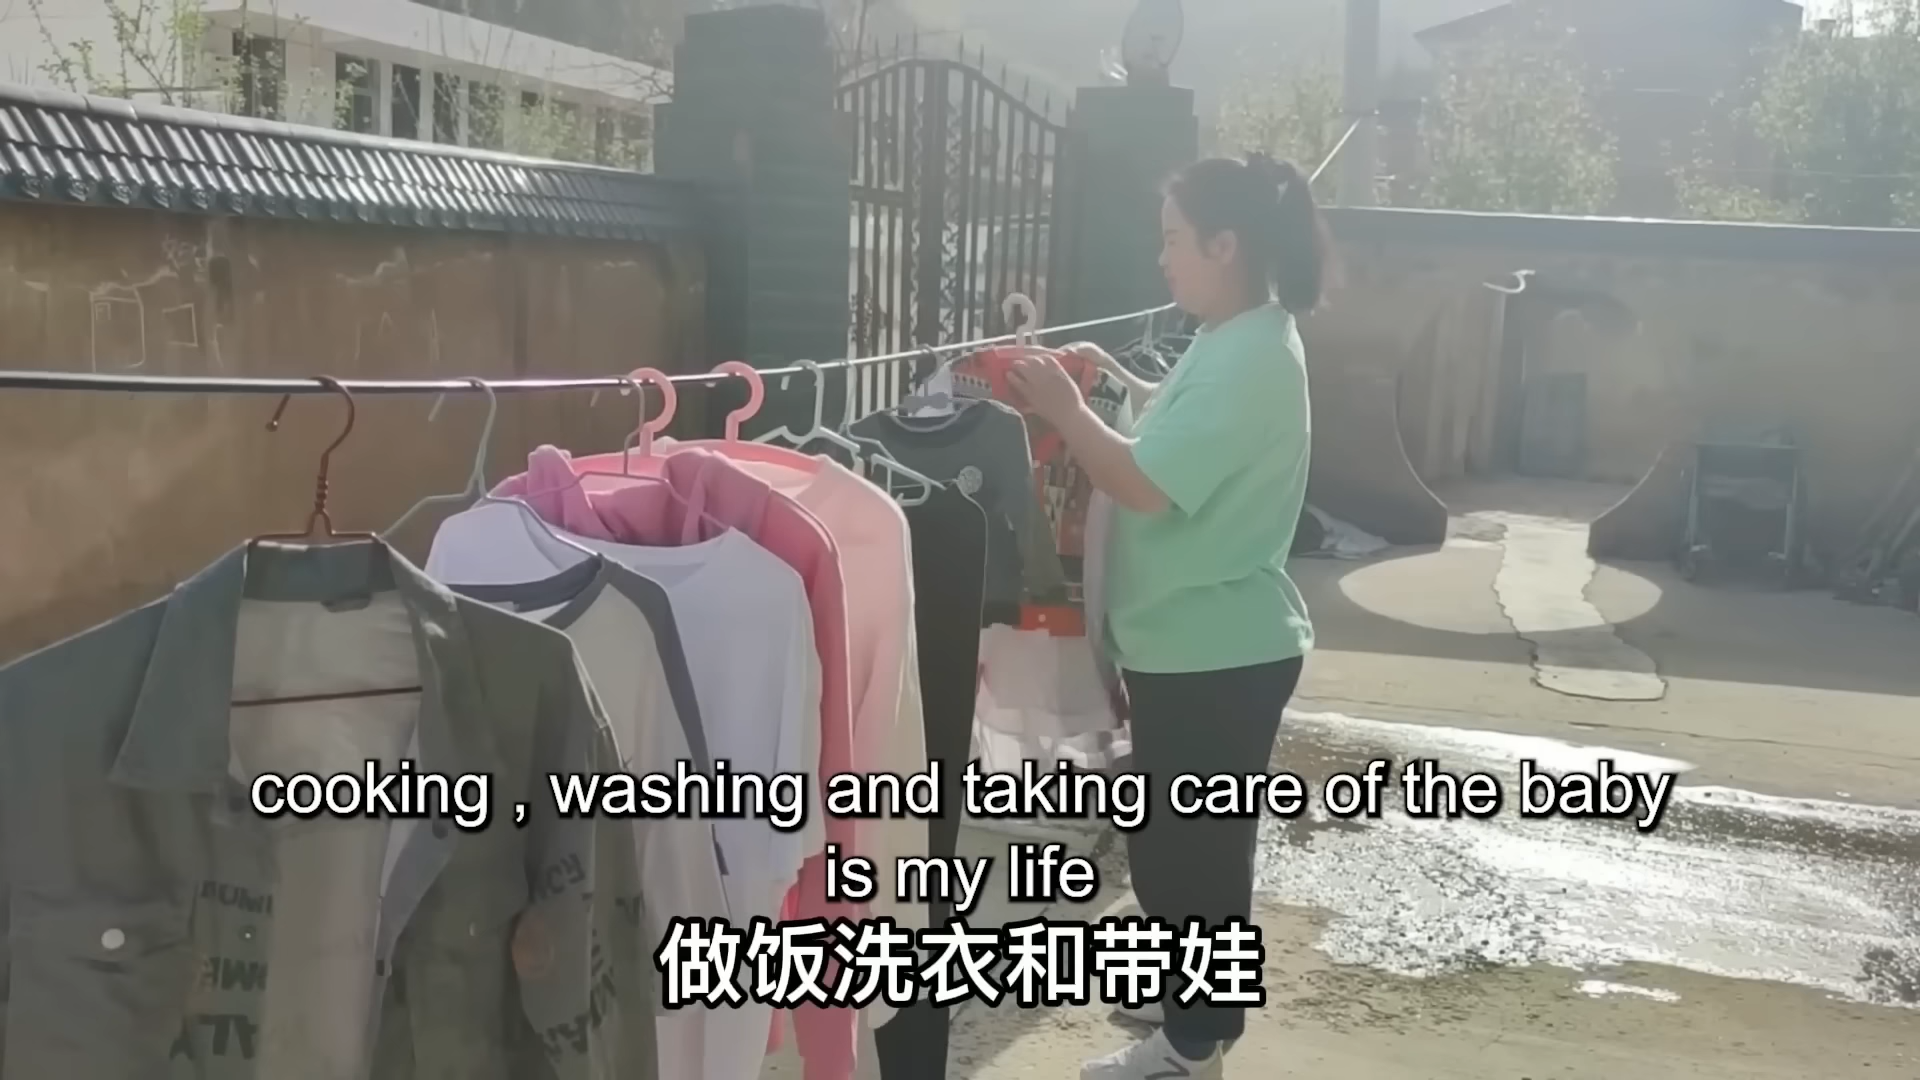 cooking , washing and taking care of the baby
is my life
做饭洗衣和带娃